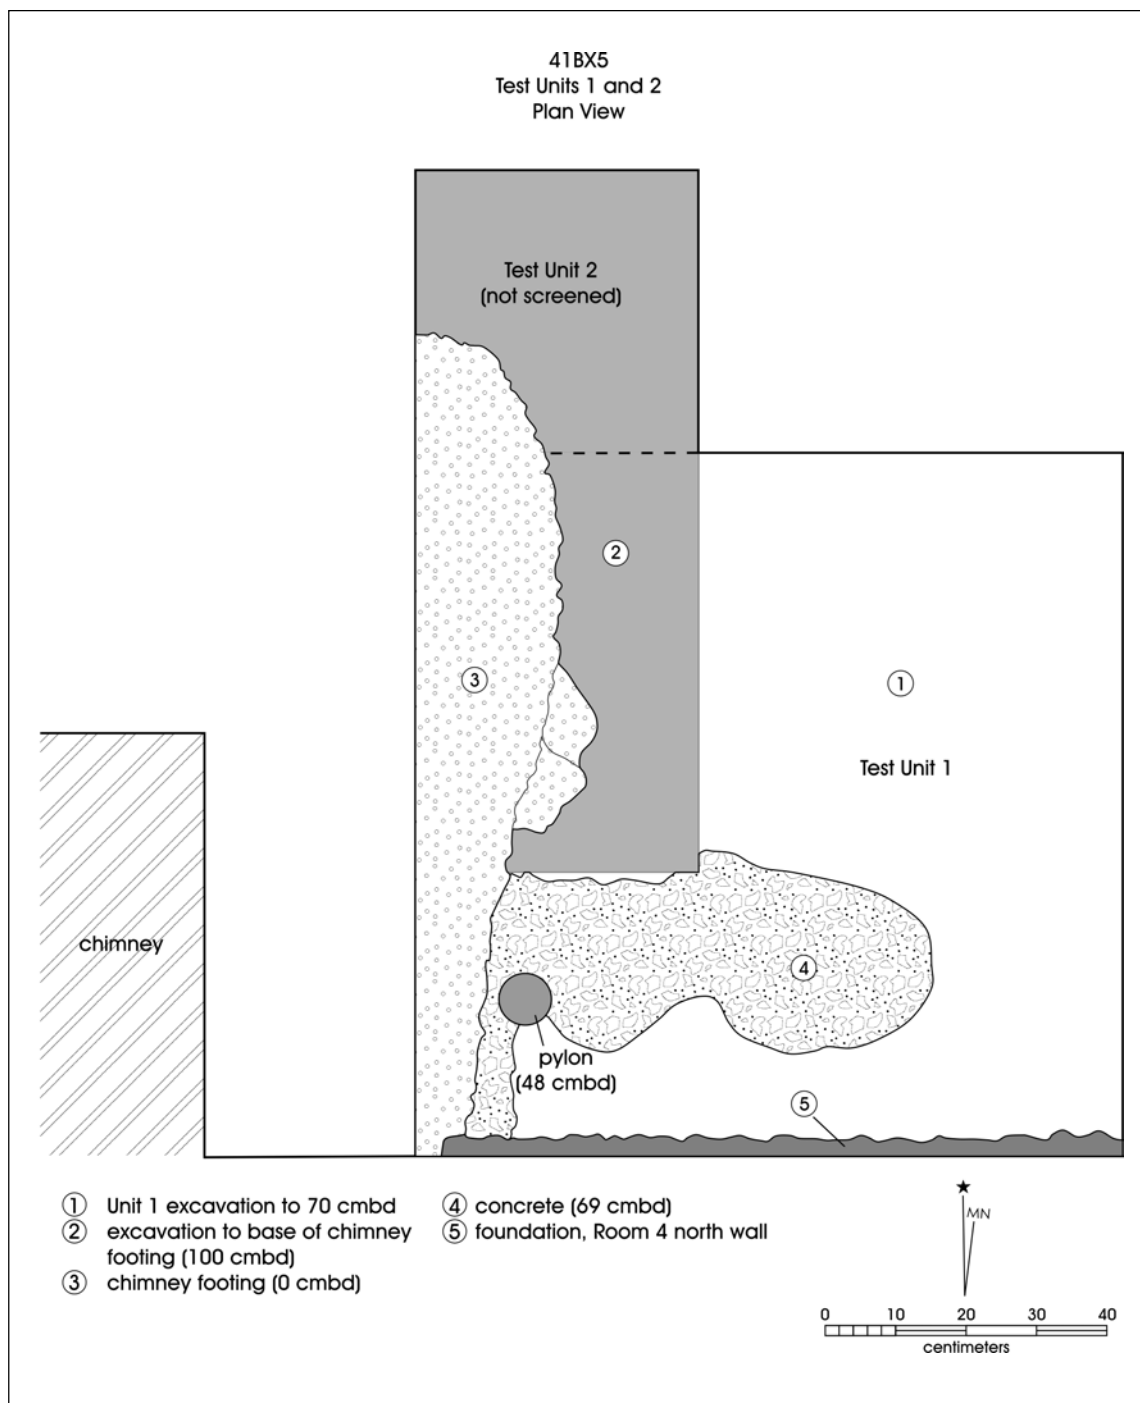 41BX5
Test Units 1 and 2
Plan View
Test Unit 2
(not screened)
2
3
1
Test Unit 1
chimney
4
pylon
(48 cmbd)
5
1 Unit 1 excavation to 70 cmbd
2 excavation to base of chimney
footing (100 cmbd)
3 chimney footing (0 cmbd)
4 concrete (69 cmbd)
5 foundation, Room 4 north wall
MN
0 10 20 30 40
centimeters